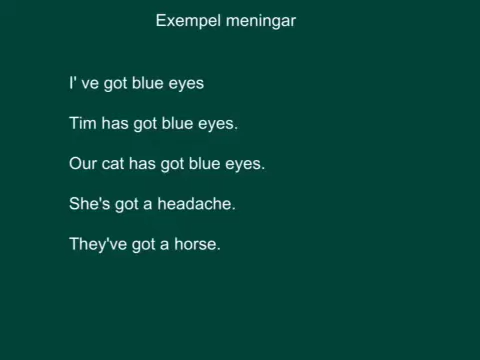 Exempel meningar
I' ve got blue eyes
Tim has got blue eyes.
Our cat has got blue eyes.
She's got a headache.
They've got a horse.